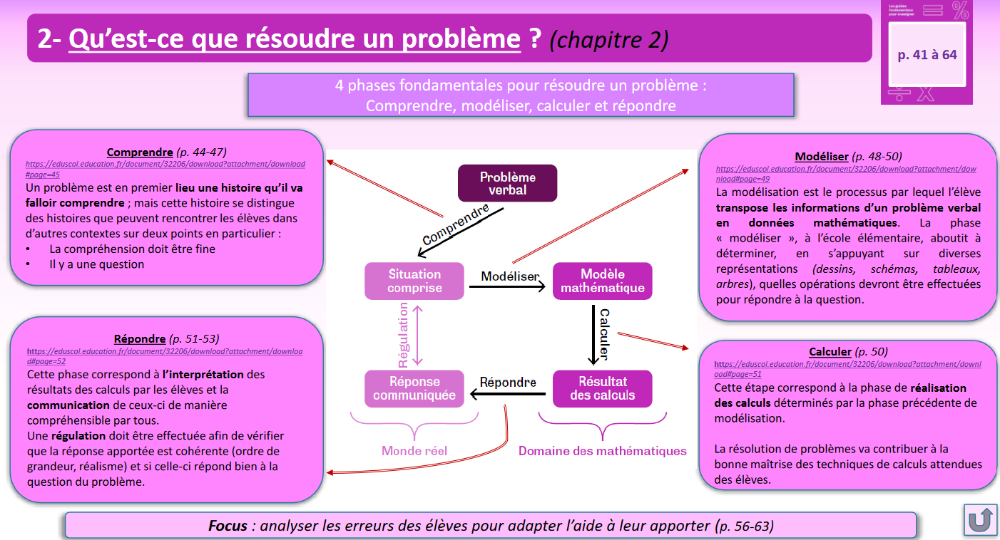 2- Qu’est-ce que résoudre un problème ? (chapitre 2)
Les guides
fondamentaux
pour enseigner
p. 41 à 64
4 phases fondamentales pour résoudre un problème :
Comprendre, modéliser, calculer et répondre
Comprendre (p. 44-47)
https://eduscol.education.fr/document/32206/download?attachment/download
#page=45
Un problème est en premier lieu une histoire qu’il va
falloir comprendre ; mais cette histoire se distingue
des histoires que peuvent rencontrer les élèves dans
d’autres contextes sur deux points en particulier :
• La compréhension doit être fine
• Il y a une question
Répondre (p. 51-53)
https://eduscol.education.fr/document/32206/download?attachment/downloa
d#page=52
Cette phase correspond à l’interprétation des
résultats des calculs par les élèves et la
communication de ceux-ci de manière
compréhensible par tous.
Une régulation doit être effectuée afin de vérifier
que la réponse apportée est cohérente (ordre de
grandeur, réalisme) et si celle-ci répond bien à la
question du problème.
Problème
verbal
Comprendre
Situation
comprise
Modéliser
Modèle
mathématique
Régulation
Calculer
Réponse
communiquée
Répondre
Résultat
des calculs
Monde réel
Domaine des mathématiques
Modéliser (p. 48-50)
https://eduscol.education.fr/document/32206/download?attachment/dow
nload#page=49
La modélisation est le processus par lequel l’élève
transpose les informations d’un problème verbal
en données mathématiques. La phase
« modéliser », à l’école élémentaire, aboutit à
déterminer, en s’appuyant sur diverses
représentations (dessins, schémas, tableaux,
arbres), quelles opérations devront être effectuées
pour répondre à la question.
Calculer (p. 50)
https://eduscol.education.fr/document/32206/download?attachment/downl
oad#page=51
Cette étape correspond à la phase de réalisation
des calculs déterminés par la phase précédente de
modélisation.
La résolution de problèmes va contribuer à la
bonne maîtrise des techniques de calculs attendues
des élèves.
Focus : analyser les erreurs des élèves pour adapter l’aide à leur apporter (p. 56-63)